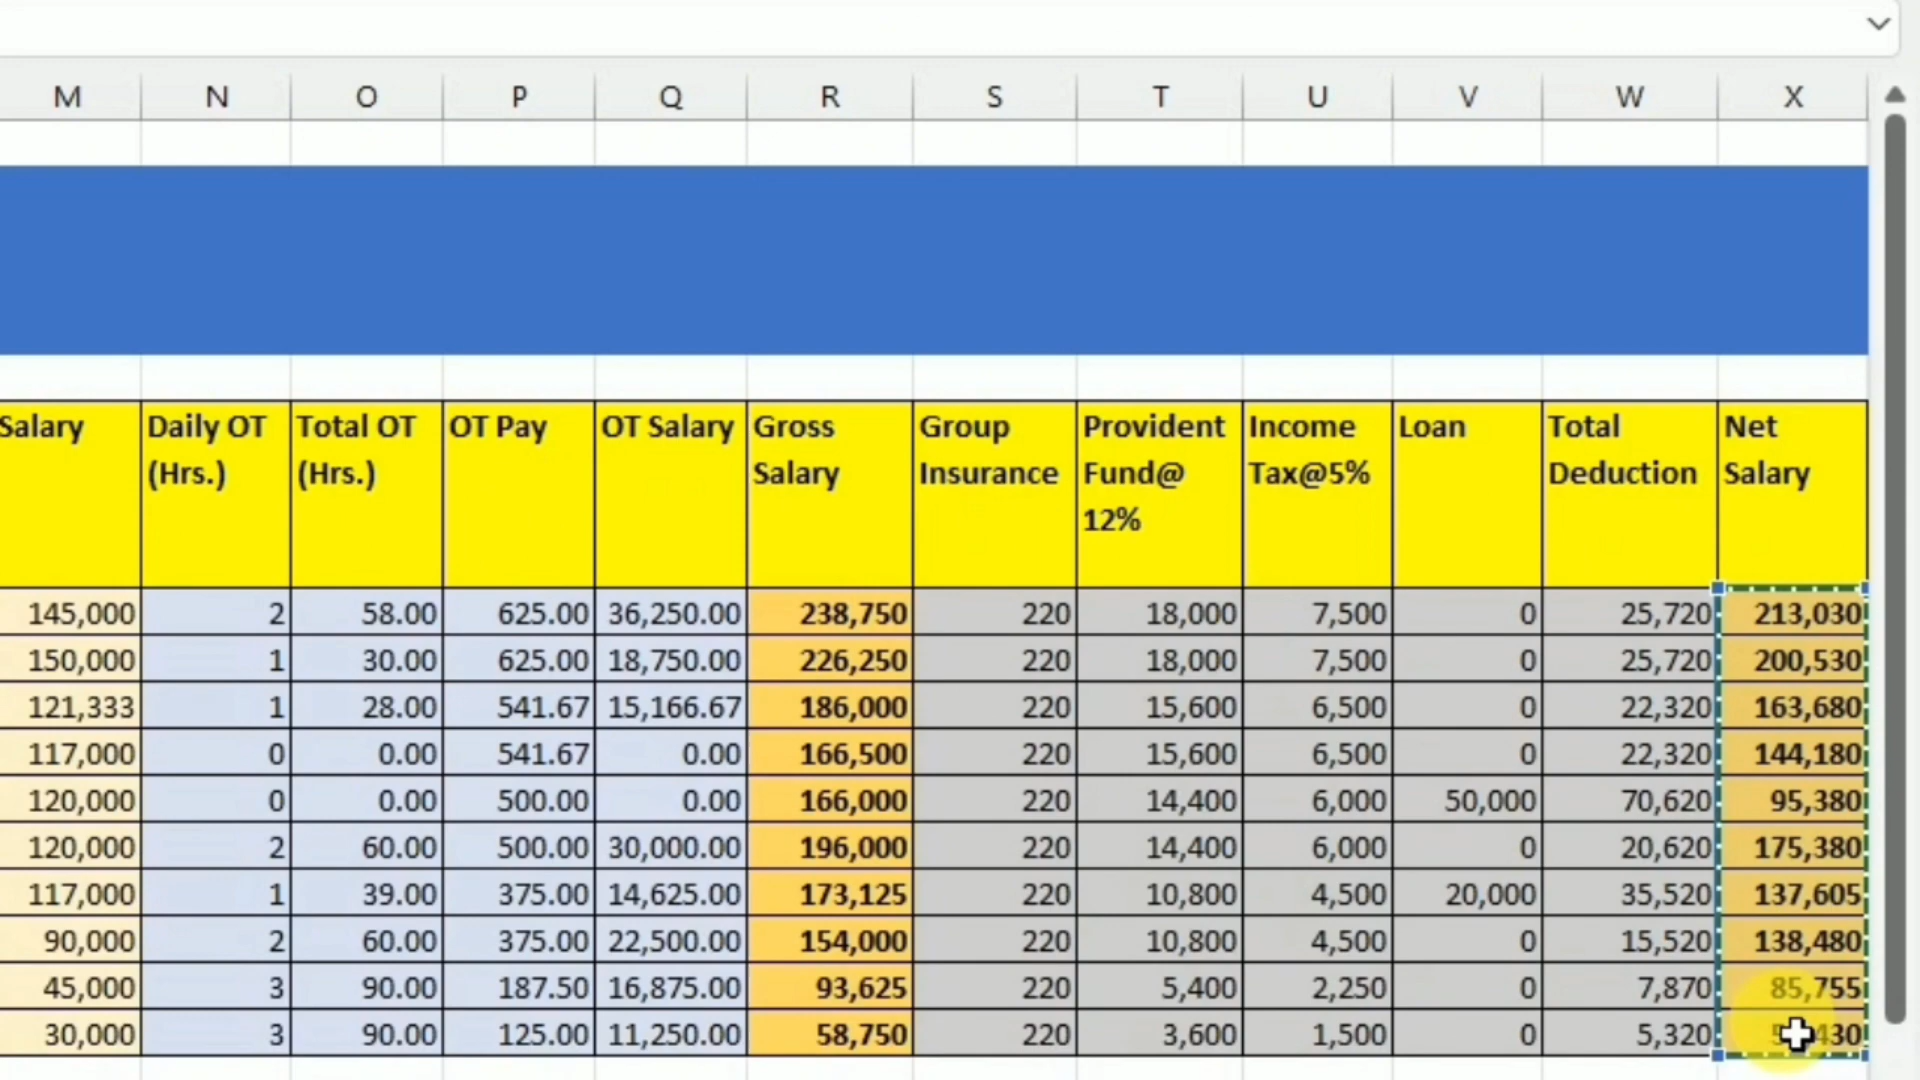 M N O P Q R S T U V W X
Salary Daily OT (Hrs.) Total OT (Hrs.) OT Pay OT Salary Gross Salary Group Insurance Provident Fund@ 12% Income Tax@5% Loan Total Deduction Net Salary
145,000 2 58.00 625.00 36,250.00 238,750 220 18,000 7,500 0 25,720 213,030
150,000 1 30.00 625.00 18,750.00 226,250 220 18,000 7,500 0 25,720 200,530
121,333 1 28.00 541.67 15,166.67 186,000 220 15,600 6,500 0 22,320 163,680
117,000 0 0.00 541.67 0.00 166,500 220 15,600 6,500 0 22,320 144,180
120,000 0 0.00 500.00 0.00 166,000 220 14,400 6,000 50,000 70,620 95,380
120,000 2 60.00 500.00 30,000.00 196,000 220 14,400 6,000 0 20,620 175,380
117,000 1 39.00 375.00 14,625.00 173,125 220 10,800 4,500 20,000 35,520 137,605
90,000 2 60.00 375.00 22,500.00 154,000 220 10,800 4,500 0 15,520 138,480
45,000 3 90.00 187.50 16,875.00 93,625 220 5,400 2,250 0 7,870 85,755
30,000 3 90.00 125.00 11,250.00 58,750 220 3,600 1,500 0 5,320